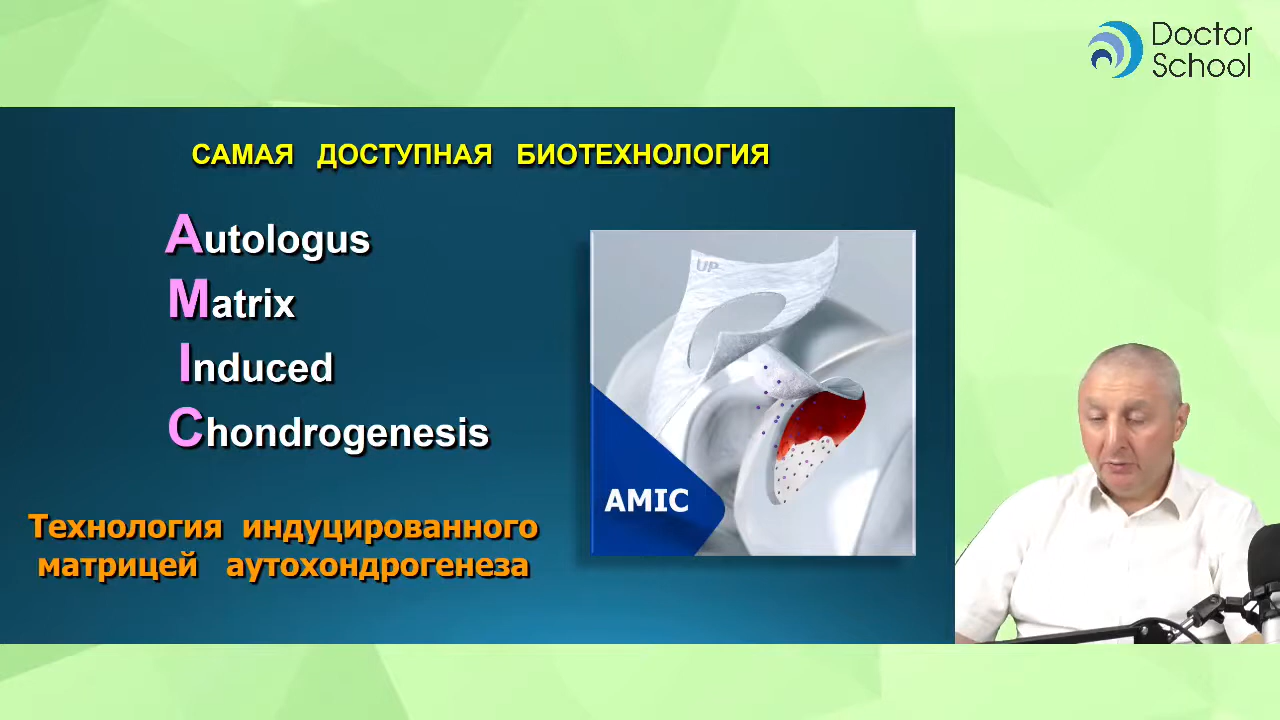 Doctor
School
САМАЯ ДОСТУПНАЯ БИОТЕХНОЛОГИЯ
Autologus
Matrix
Induced
Chondrogenesis
UP
AMIC
Технология индуцированного
матрицей аутохондрогенеза